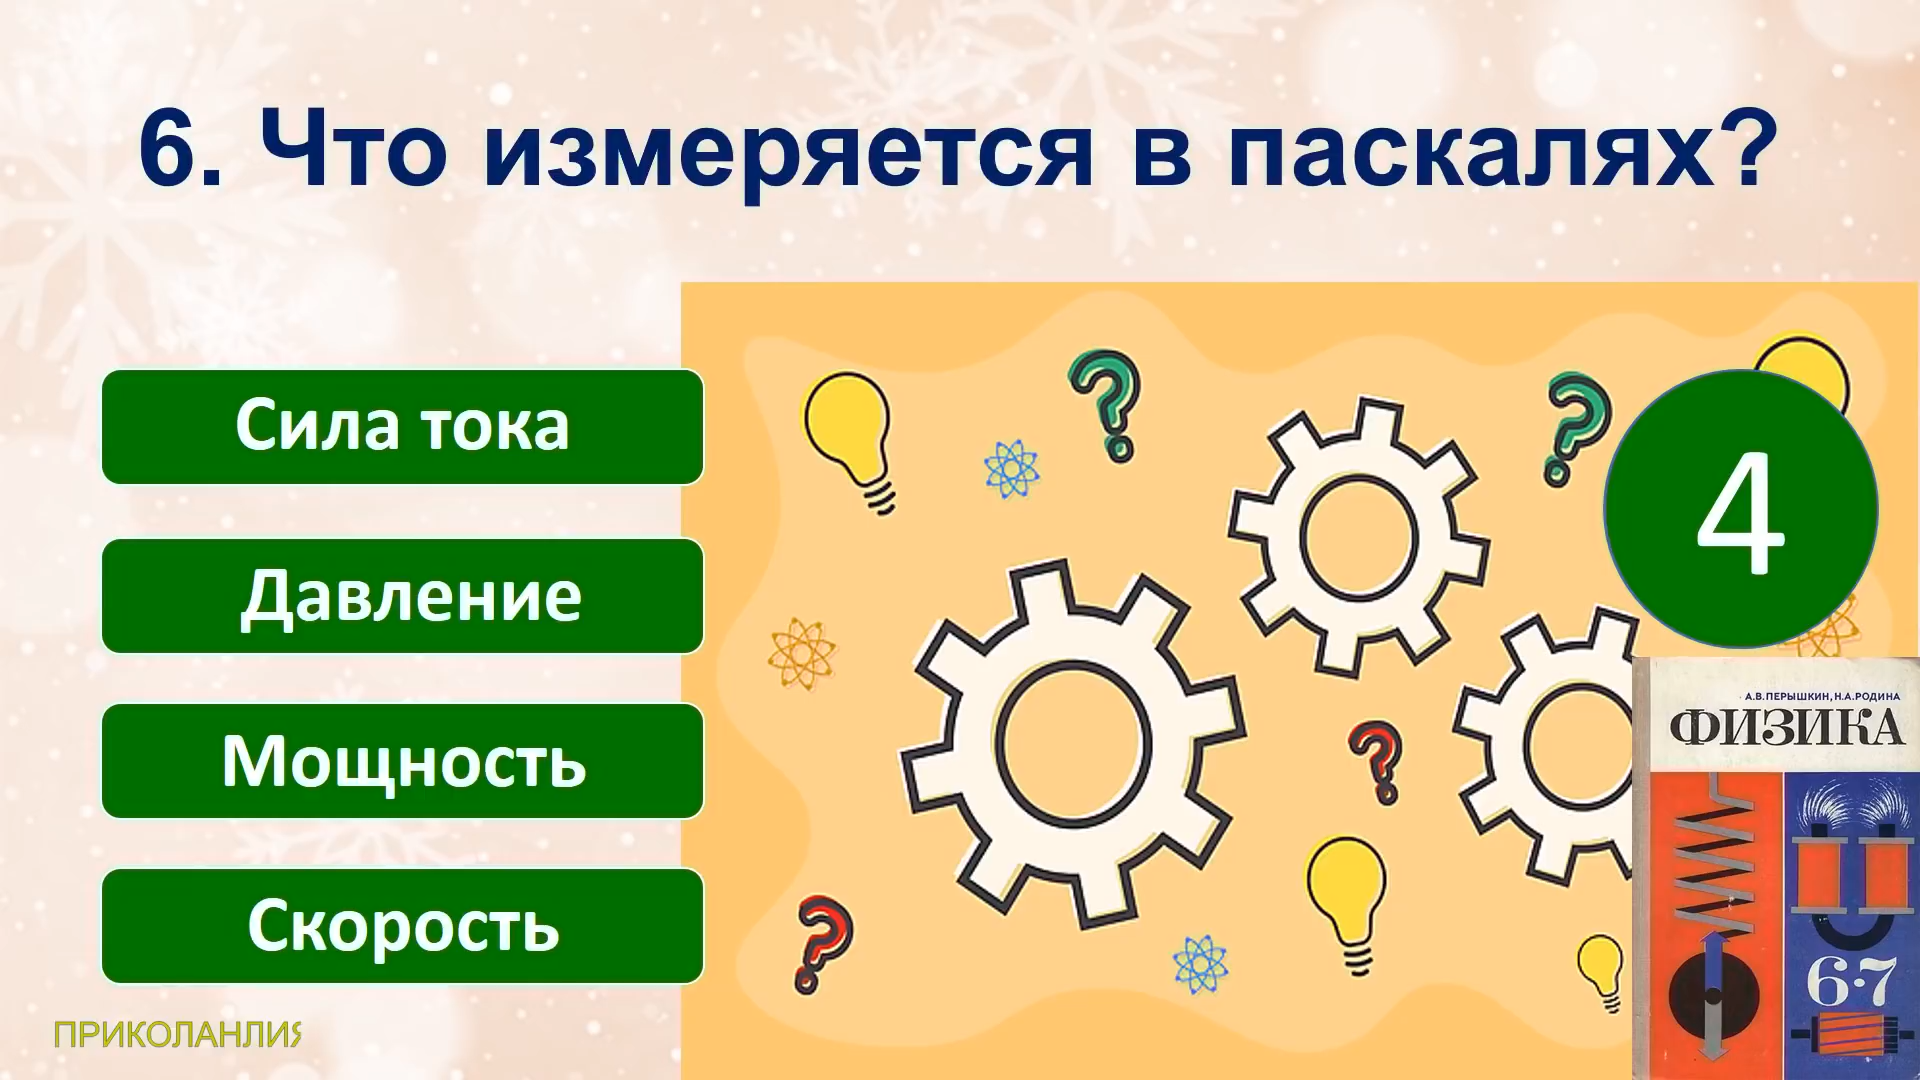 6. Что измеряется в паскалях?
Сила тока
Давление
Мощность
Скорость
4
А.В.ПЕРЫШКИН, Н.А.РОДИНА
ФИЗИКА
6·7
ПРИКОЛАНЛИЯ